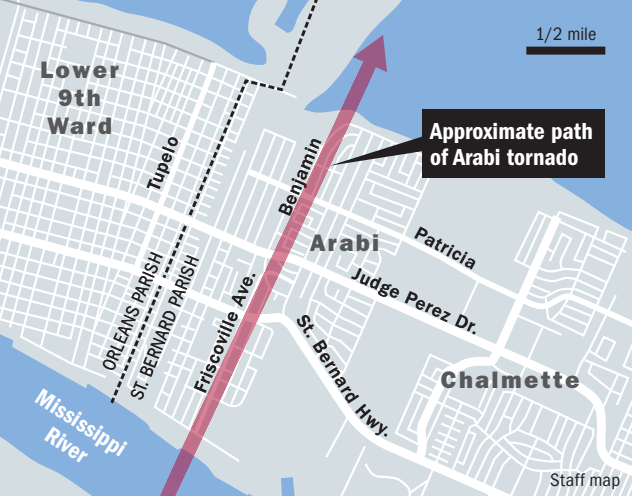 1/2 mile
Lower
9th
Ward
Approximate path
of Arabi tornado
Tupelo
Benjamin
Arabi
Patricia
Judge Perez Dr.
ORLEANS PARISH
ST. BERNARD PARISH
Friscoville Ave.
St. Bernard Hwy.
Chalmette
Mississippi
River
Staff map